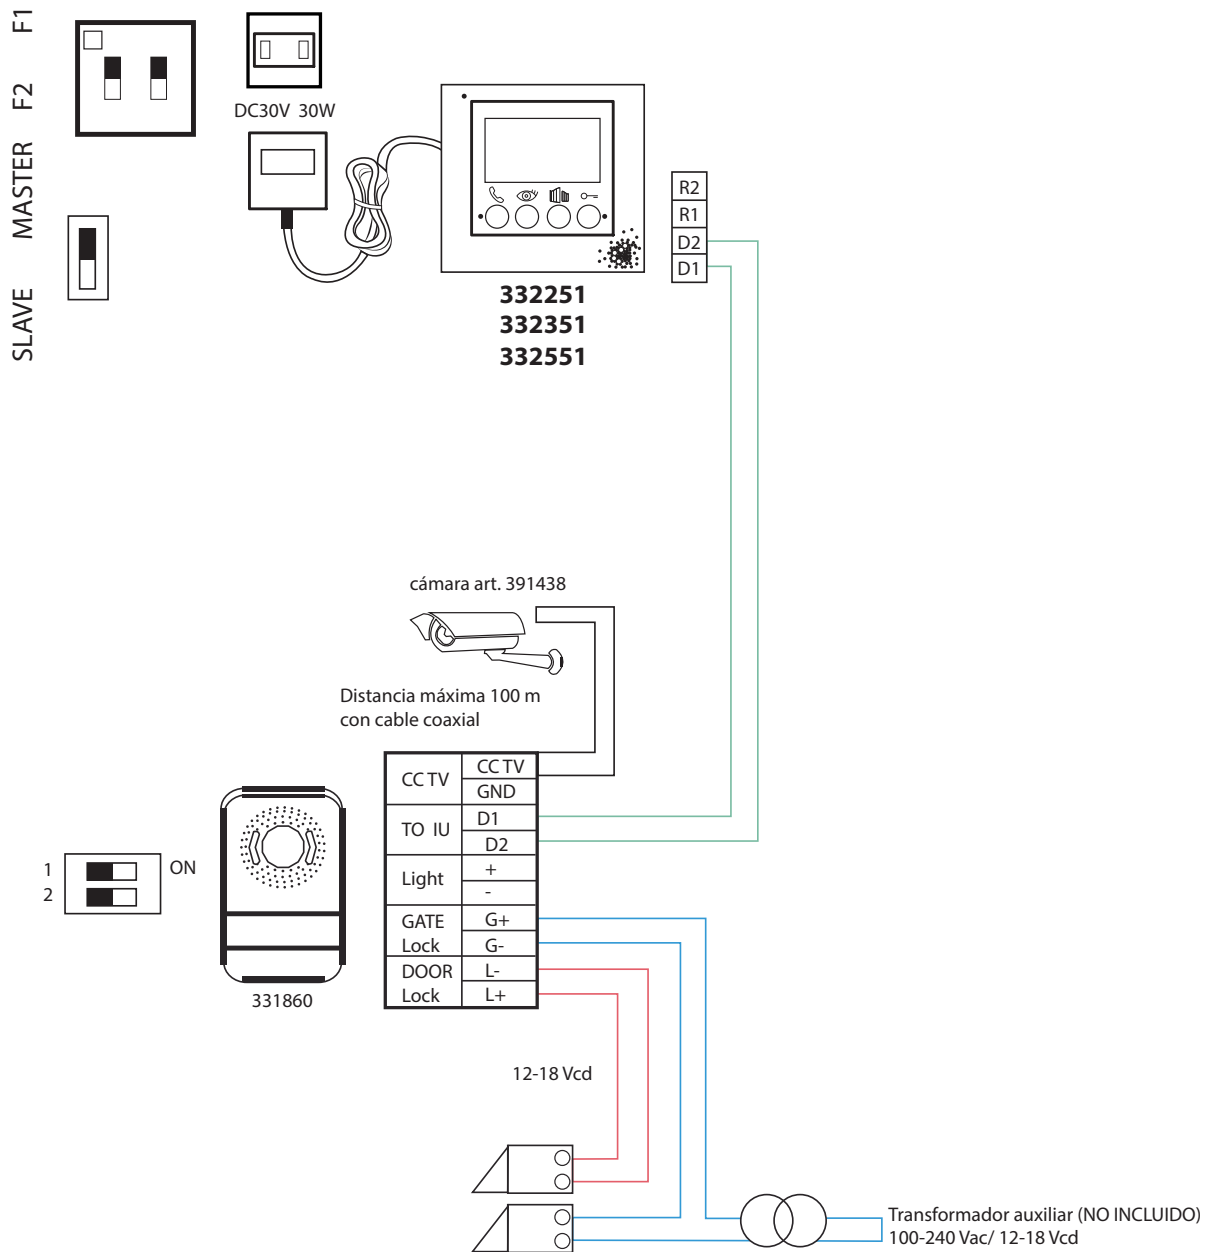 F1
F2
MASTER
SLAVE
DC30V 30W
332251
332351
332551
R2
R1
D2
D1
cámara art. 391438
Distancia máxima 100 m
con cable coaxial
CC TV
CC TV
GND
TO IU
D1
D2
Light
+
-
GATE
Lock
G+
G-
DOOR
Lock
L-
L+
1
2
ON
331860
12-18 Vcd
Transformador auxiliar (NO INCLUIDO)
100-240 Vac/ 12-18 Vcd